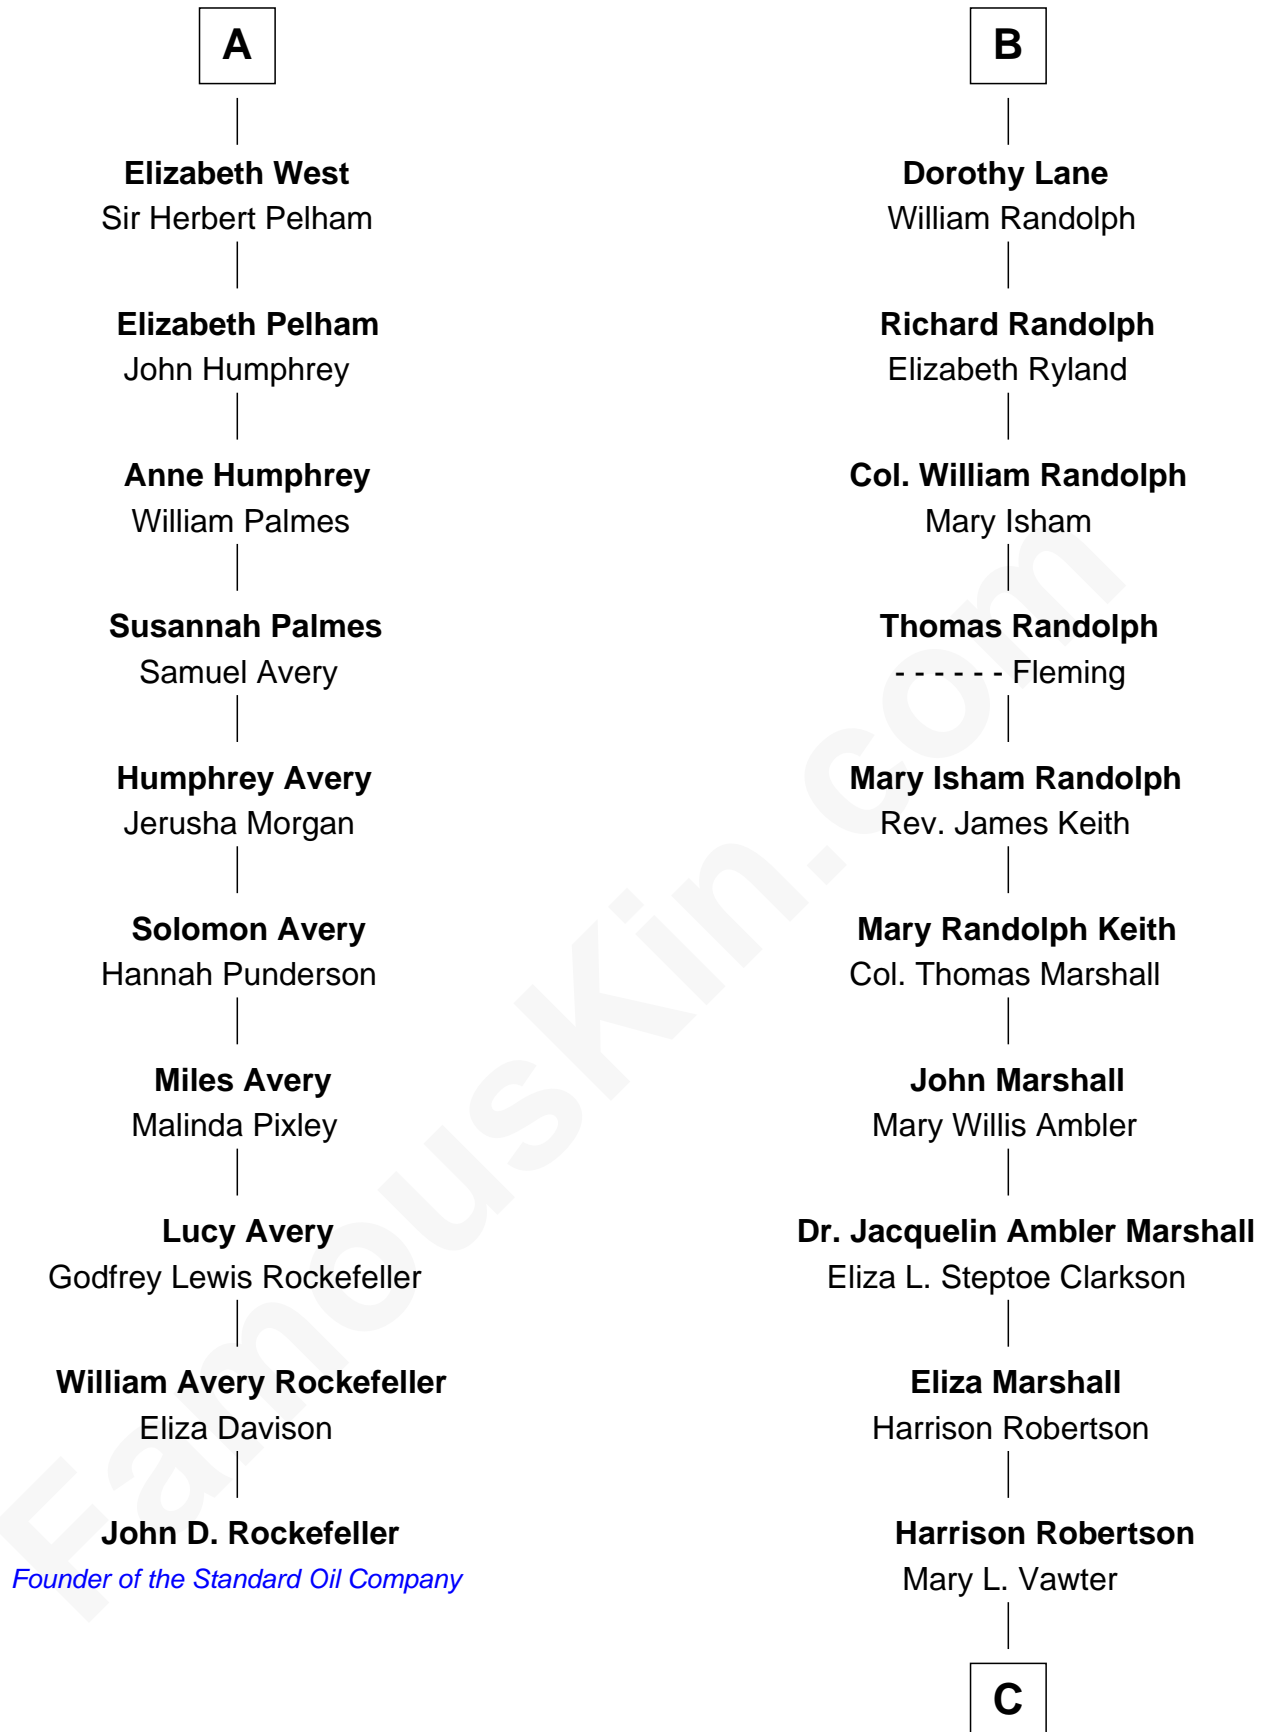 A
Elizabeth West
Sir Herbert Pelham
Elizabeth Pelham
John Humphrey
Anne Humphrey
William Palmes
Susannah Palmes
Samuel Avery
Humphrey Avery
Jerusha Morgan
Solomon Avery
Hannah Punderson
Miles Avery
Malinda Pixley
Lucy Avery
Godfrey Lewis Rockefeller
William Avery Rockefeller
Eliza Davison
John D. Rockefeller
Founder of the Standard Oil Company
B
Dorothy Lane
William Randolph
Richard Randolph
Elizabeth Ryland
Col. William Randolph
Mary Isham
Thomas Randolph
- - - - - - Fleming
Mary Isham Randolph
Rev. James Keith
Mary Randolph Keith
Col. Thomas Marshall
John Marshall
Mary Willis Ambler
Dr. Jacquelin Ambler Marshall
Eliza L. Steptoe Clarkson
Eliza Marshall
Harrison Robertson
Harrison Robertson
Mary L. Vawter
C
FamousKin.com